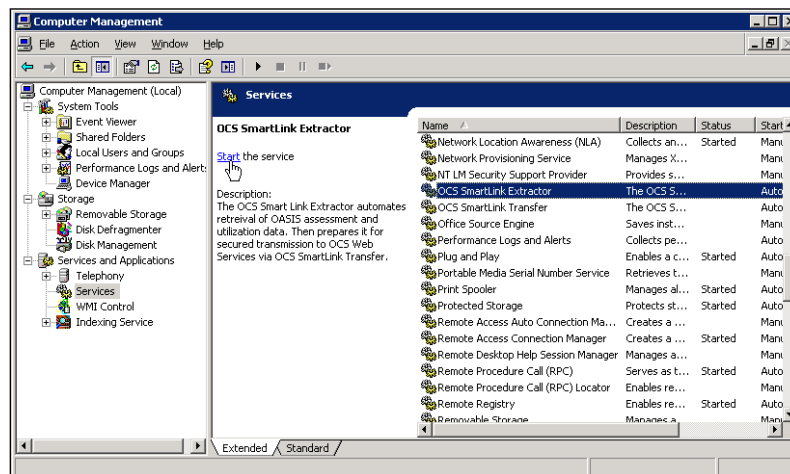 Computer Management
File Action View Window Help
Computer Management (Local)
System Tools
Event Viewer
Shared Folders
Local Users and Groups
Performance Logs and Alert
Device Manager
Storage
Removable Storage
Disk Defragmenter
Disk Management
Services and Applications
Telephony
Services
WMI Control
Indexing Service
Services
OCS SmartLink Extractor
Start the service
Description:
The OCS Smart Link Extractor automates
retreival of OASIS assessment and
utilization data. Then prepares it for
secured transmission to OCS Web
Services via OCS SmartLink Transfer.
Name Description Status Start
Network Location Awareness (NLA) Collects an... Started Manu
Network Provisioning Service Manages X... Manu
NT LM Security Support Provider Provides s... Manu
OCS SmartLink Extractor The OCS S... Auto
OCS SmartLink Transfer The OCS S... Auto
Office Source Engine Saves inst... Manu
Performance Logs and Alerts Collects pe... Auto
Plug and Play Enables a c... Started Auto
Portable Media Serial Number Service Retrieves t... Manu
Print Spooler Manages al... Started Auto
Protected Storage Protects st... Started Auto
Remote Access Auto Connection Ma... Creates a ... Manu
Remote Access Connection Manager Creates a ... Started Manu
Remote Desktop Help Session Manager Manages a... Manu
Remote Procedure Call (RPC) Serves as t... Started Auto
Remote Procedure Call (RPC) Locator Enables re... Manu
Remote Registry Enables re... Started Auto
Removable Storage Manages a Manu
Extended Standard